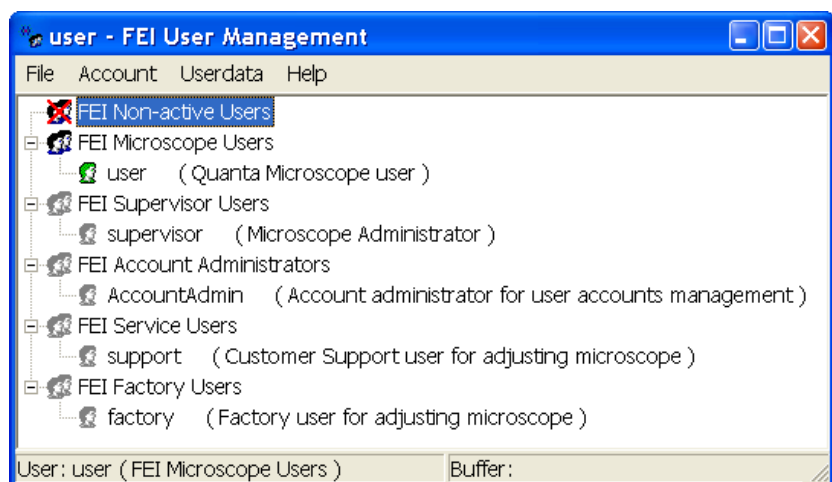 user - FEI User Management
File Account Userdata Help
FEI Non-active Users
FEI Microscope Users
user ( Quanta Microscope user )
FEI Supervisor Users
supervisor ( Microscope Administrator )
FEI Account Administrators
AccountAdmin ( Account administrator for user accounts management )
FEI Service Users
support ( Customer Support user for adjusting microscope )
FEI Factory Users
factory ( Factory user for adjusting microscope )
User: user ( FEI Microscope Users ) Buffer: